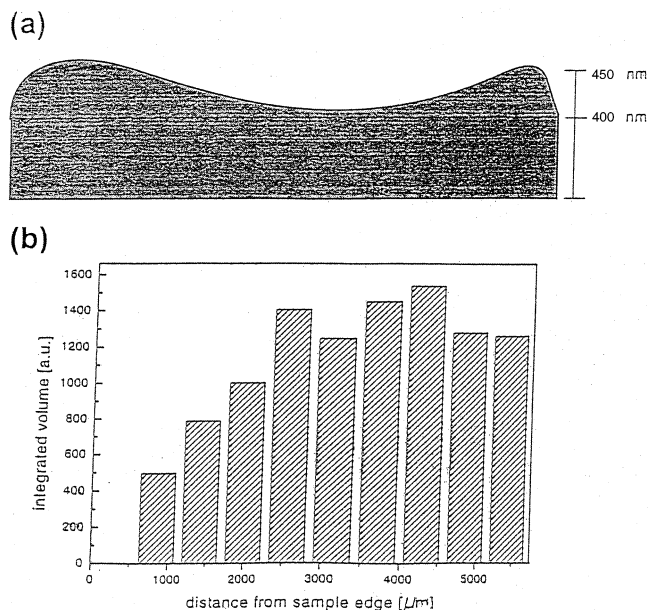 (a)
450 nm
400 nm
(b)
integrated volume [a.u.]
1600
1400
1200
1000
800
600
400
200
0
0 1000 2000 3000 4000 5000
distance from sample edge [μm]